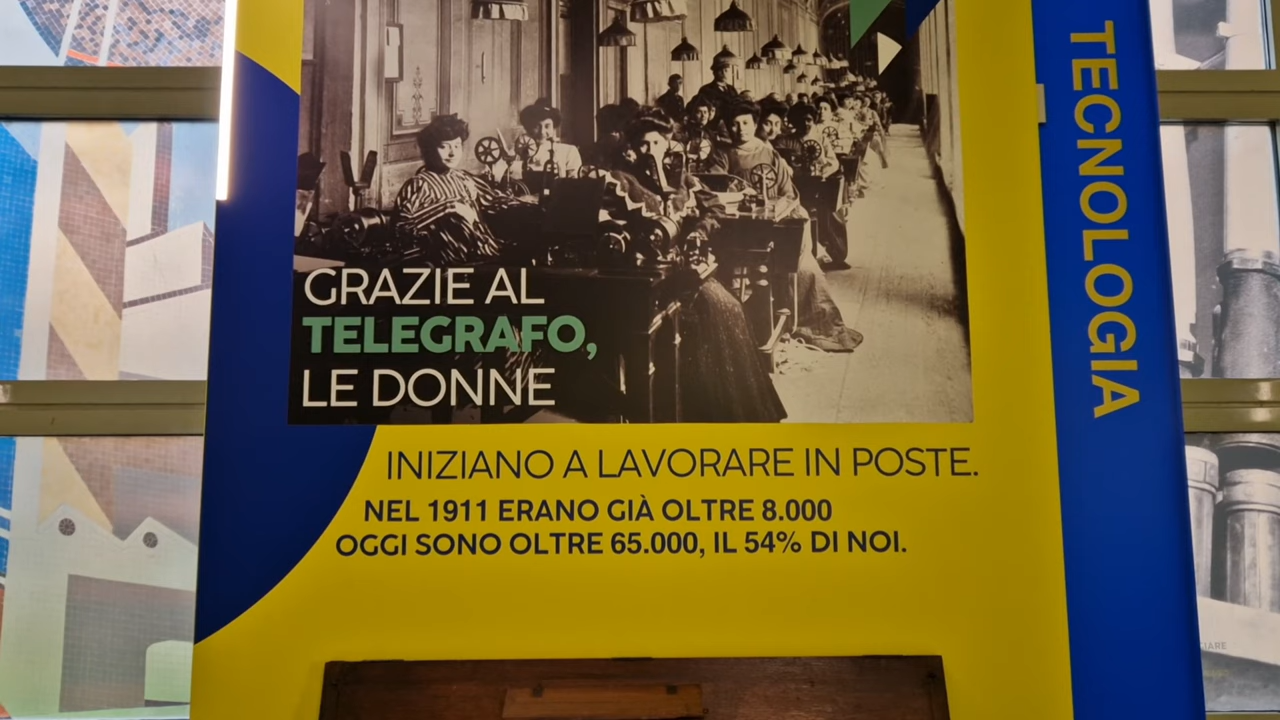 GRAZIE AL
TELEGRAFO,
LE DONNE
INIZIANO A LAVORARE IN POSTE.
NEL 1911 ERANO GIÀ OLTRE 8.000
OGGI SONO OLTRE 65.000, IL 54% DI NOI.
TECNOLOGIA